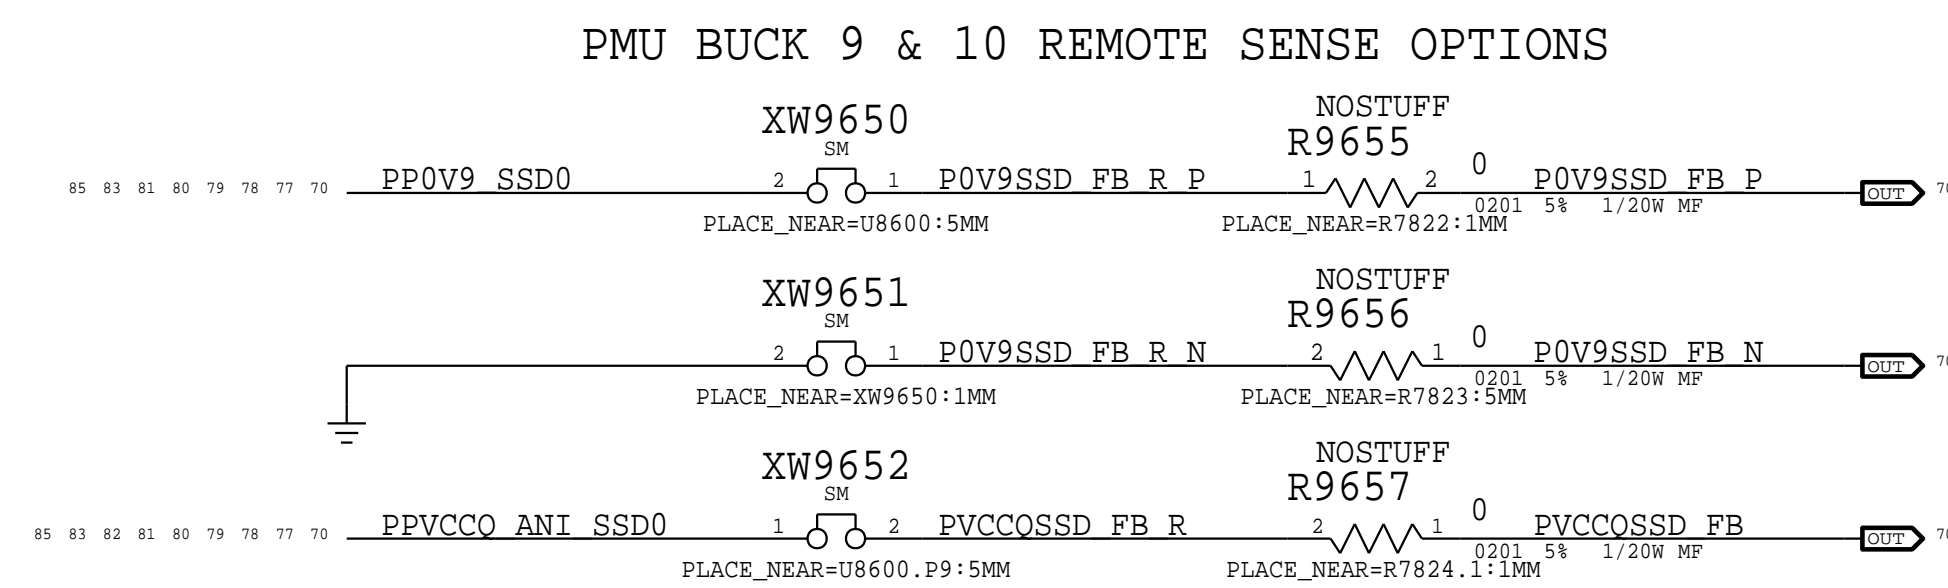 PMU BUCK 9 & 10 REMOTE SENSE OPTIONS
NOSTUFF
XW9650
R9655
SM
0
85 83 81 80 79 78 77 70
PP0V9_SSD0
2
1
P0V9SSD_FB_R_P
1
2
P0V9SSD_FB_P
OUT
0201 5% 1/20W MF
PLACE_NEAR=U8600:5MM
PLACE_NEAR=R7822:1MM
NOSTUFF
XW9651
R9656
SM
0
2
1
P0V9SSD_FB_R_N
2
1
P0V9SSD_FB_N
OUT
0201 5% 1/20W MF
PLACE_NEAR=XW9650:1MM
PLACE_NEAR=R7823:5MM
NOSTUFF
XW9652
R9657
SM
0
85 83 82 81 80 79 78 77 70
PPVCCQ_ANI_SSD0
1
2
PVCCQSSD_FB_R
2
1
PVCCQSSD_FB
OUT
0201 5% 1/20W MF
PLACE_NEAR=U8600.P9:5MM
PLACE_NEAR=R7824.1:1MM